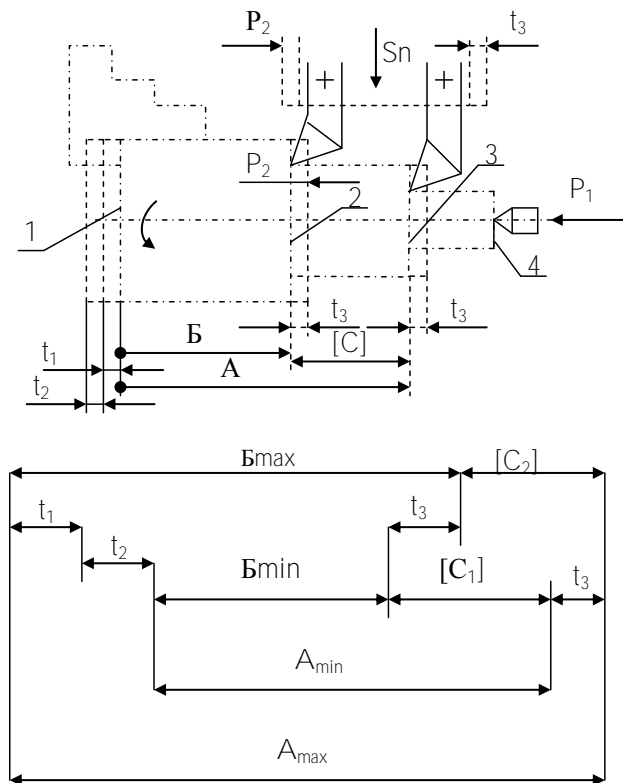 P₂ t₃
Sn
+ +
3
P₂ P₁
1 2
4
t₃ t₃
Б
[C]
t₁ А
t₂
Бmax [C₂]
t₁ t₃
t₂
Бmin [C₁] t₃
Amin
Amax